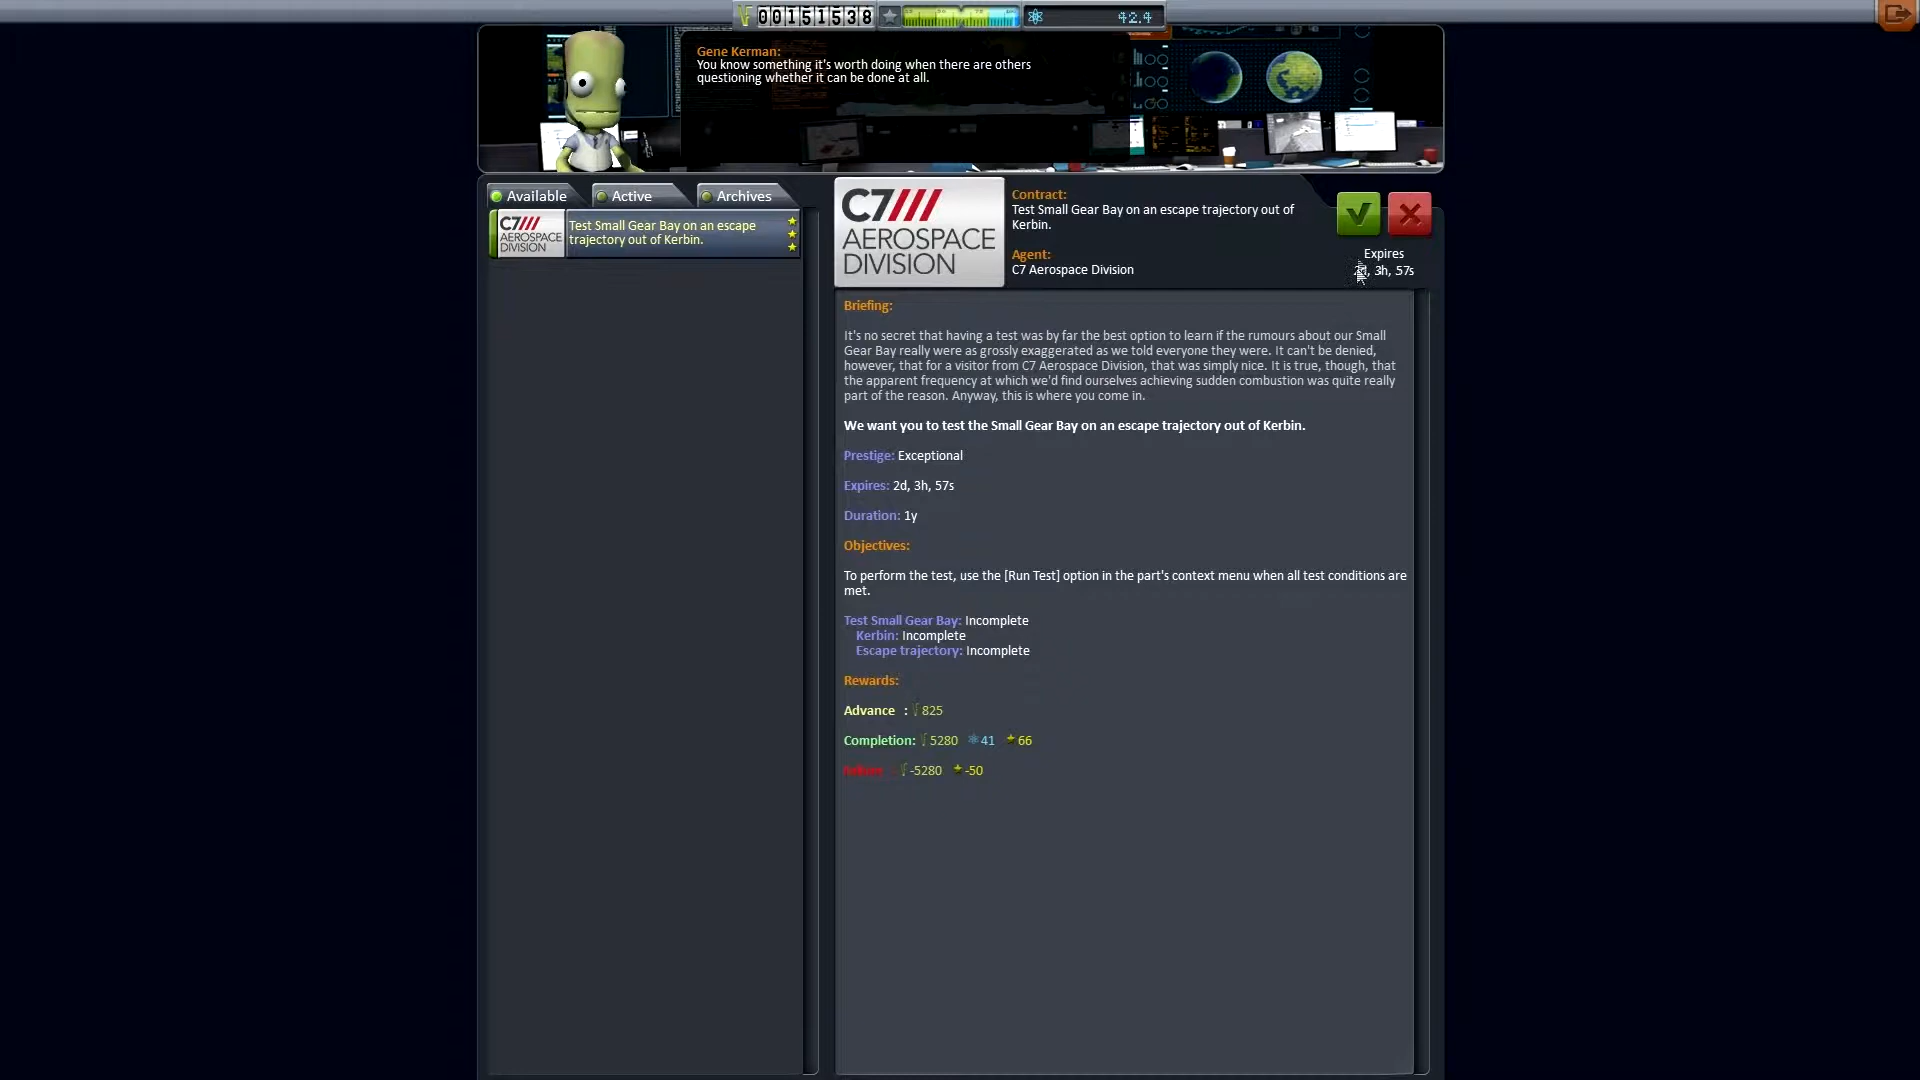 00151538
42.4
Gene Kerman:
You know something it's worth doing when there are others
questioning whether it can be done at all.
Available
Active
Archives
C7///
AEROSPACE
DIVISION
Test Small Gear Bay on an escape
trajectory out of Kerbin.
C7///
AEROSPACE
DIVISION
Contract:
Test Small Gear Bay on an escape trajectory out of
Kerbin.
Agent:
C7 Aerospace Division
Expires
3h, 57s
Briefing:
It's no secret that having a test was by far the best option to learn if the rumours about our Small
Gear Bay really were as grossly exaggerated as we told everyone they were. It can't be denied,
however, that for a visitor from C7 Aerospace Division, that was simply nice. It is true, though, that
the apparent frequency at which we'd find ourselves achieving sudden combustion was quite really
part of the reason. Anyway, this is where you come in.
We want you to test the Small Gear Bay on an escape trajectory out of Kerbin.
Prestige: Exceptional
Expires: 2d, 3h, 57s
Duration: 1y
Objectives:
To perform the test, use the [Run Test] option in the part's context menu when all test conditions are
met.
Test Small Gear Bay: Incomplete
Kerbin: Incomplete
Escape trajectory: Incomplete
Rewards:
Advance : 825
Completion: 5280 41 66
-5280 -50